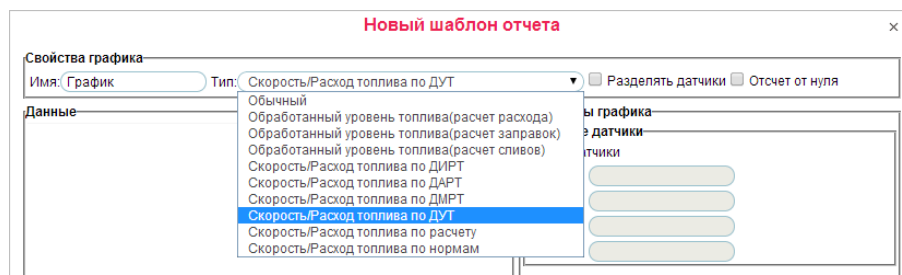 Новый шаблон отчета
×
Свойства графика
Имя: График Тип: Скорость/Расход топлива по ДУТ Разделять датчики Отсчет от нуля
Обычный
Данные Обработанный уровень топлива(расчет расхода) ы графика
Обработанный уровень топлива(расчет заправок) е датчики
Обработанный уровень топлива(расчет сливов) тчики
Скорость/Расход топлива по ДИРТ
Скорость/Расход топлива по ДАРТ
Скорость/Расход топлива по ДМРТ
Скорость/Расход топлива по ДУТ
Скорость/Расход топлива по расчету
Скорость/Расход топлива по нормам